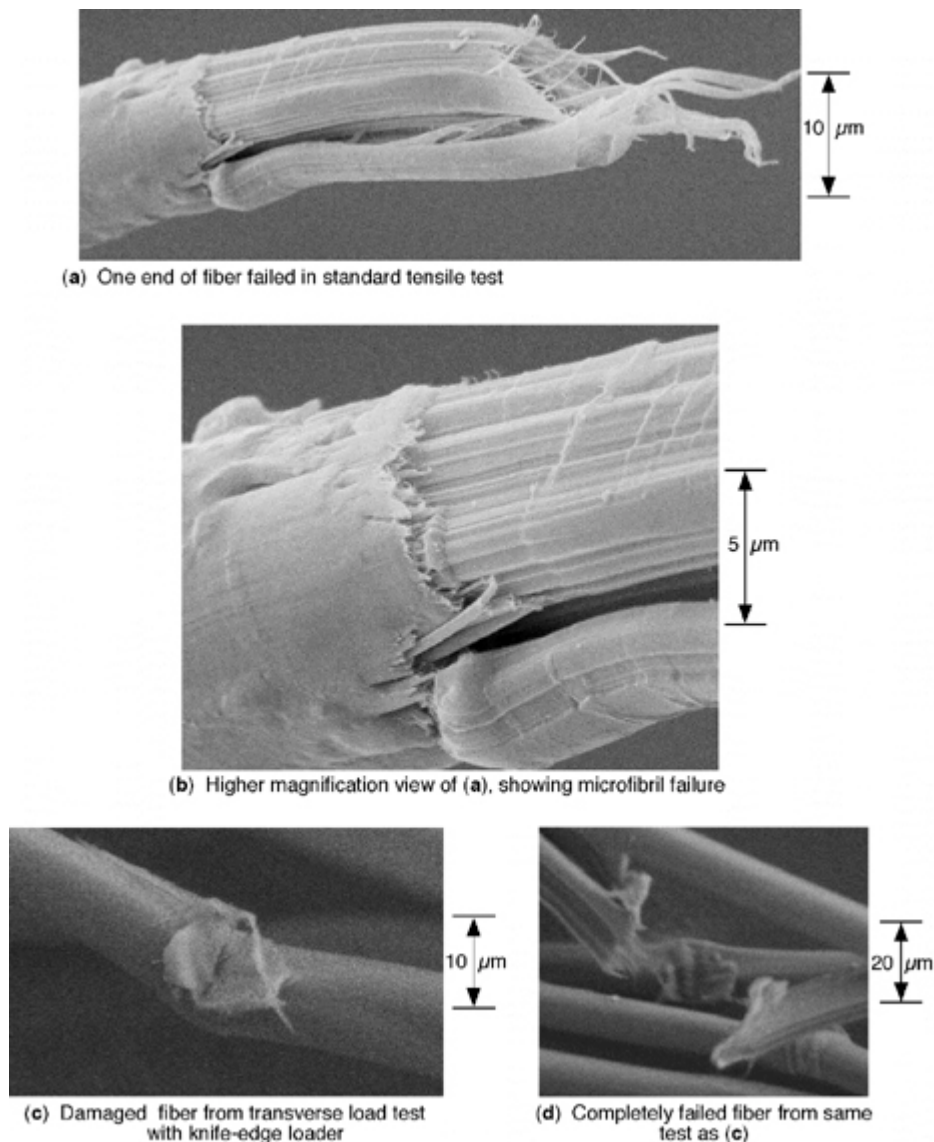 10 µm
(a) One end of fiber failed in standard tensile test
5 µm
(b) Higher magnification view of (a), showing microfibril failure
10 µm
(c) Damaged fiber from transverse load test
with knife-edge loader
20 µm
(d) Completely failed fiber from same
test as (c)